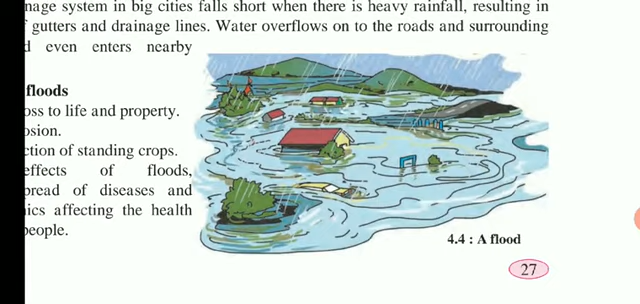 nage system in big cities falls short when there is heavy rainfall, resulting in
gutters and drainage lines. Water overflows on to the roads and surrounding
even enters nearby
floods
oss to life and property.
osion.
ction of standing crops.
effects of floods,
pread of diseases and
ics affecting the health
people.
4.4 : A flood
27